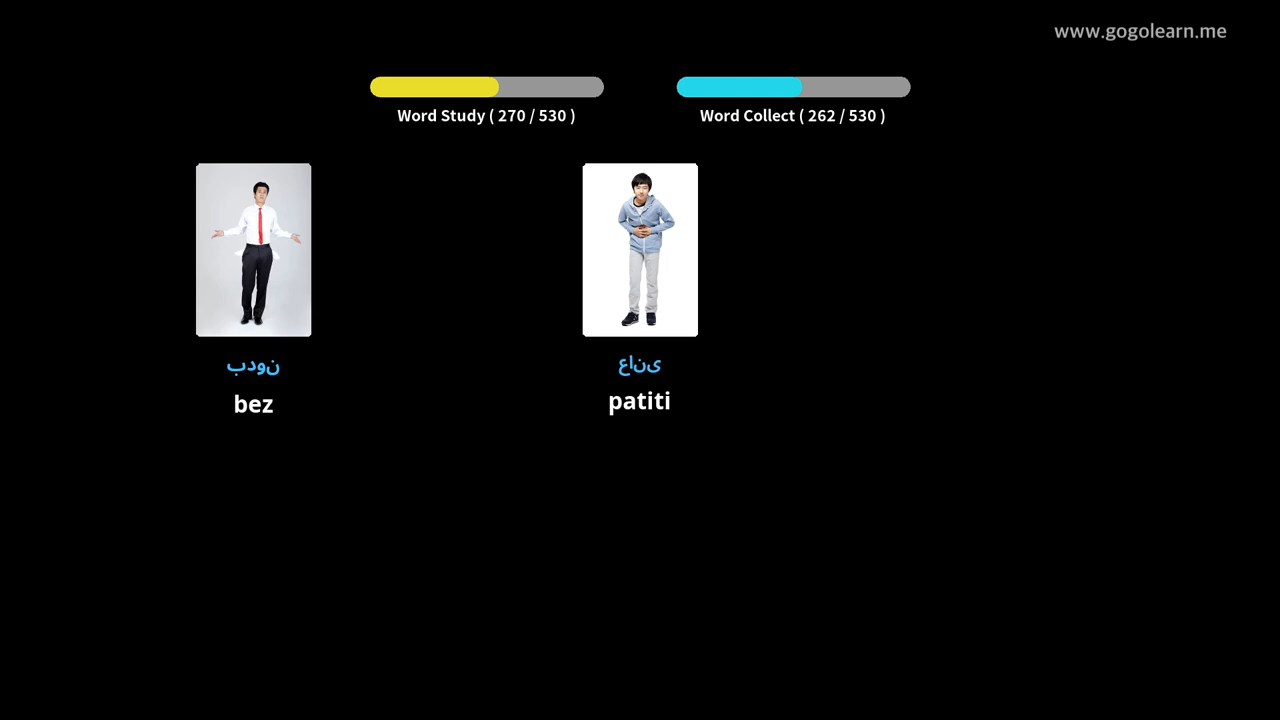 www.gogolearn.me
Word Study ( 270 / 530 )
Word Collect ( 262 / 530 )
بدون
bez
عانى
patiti